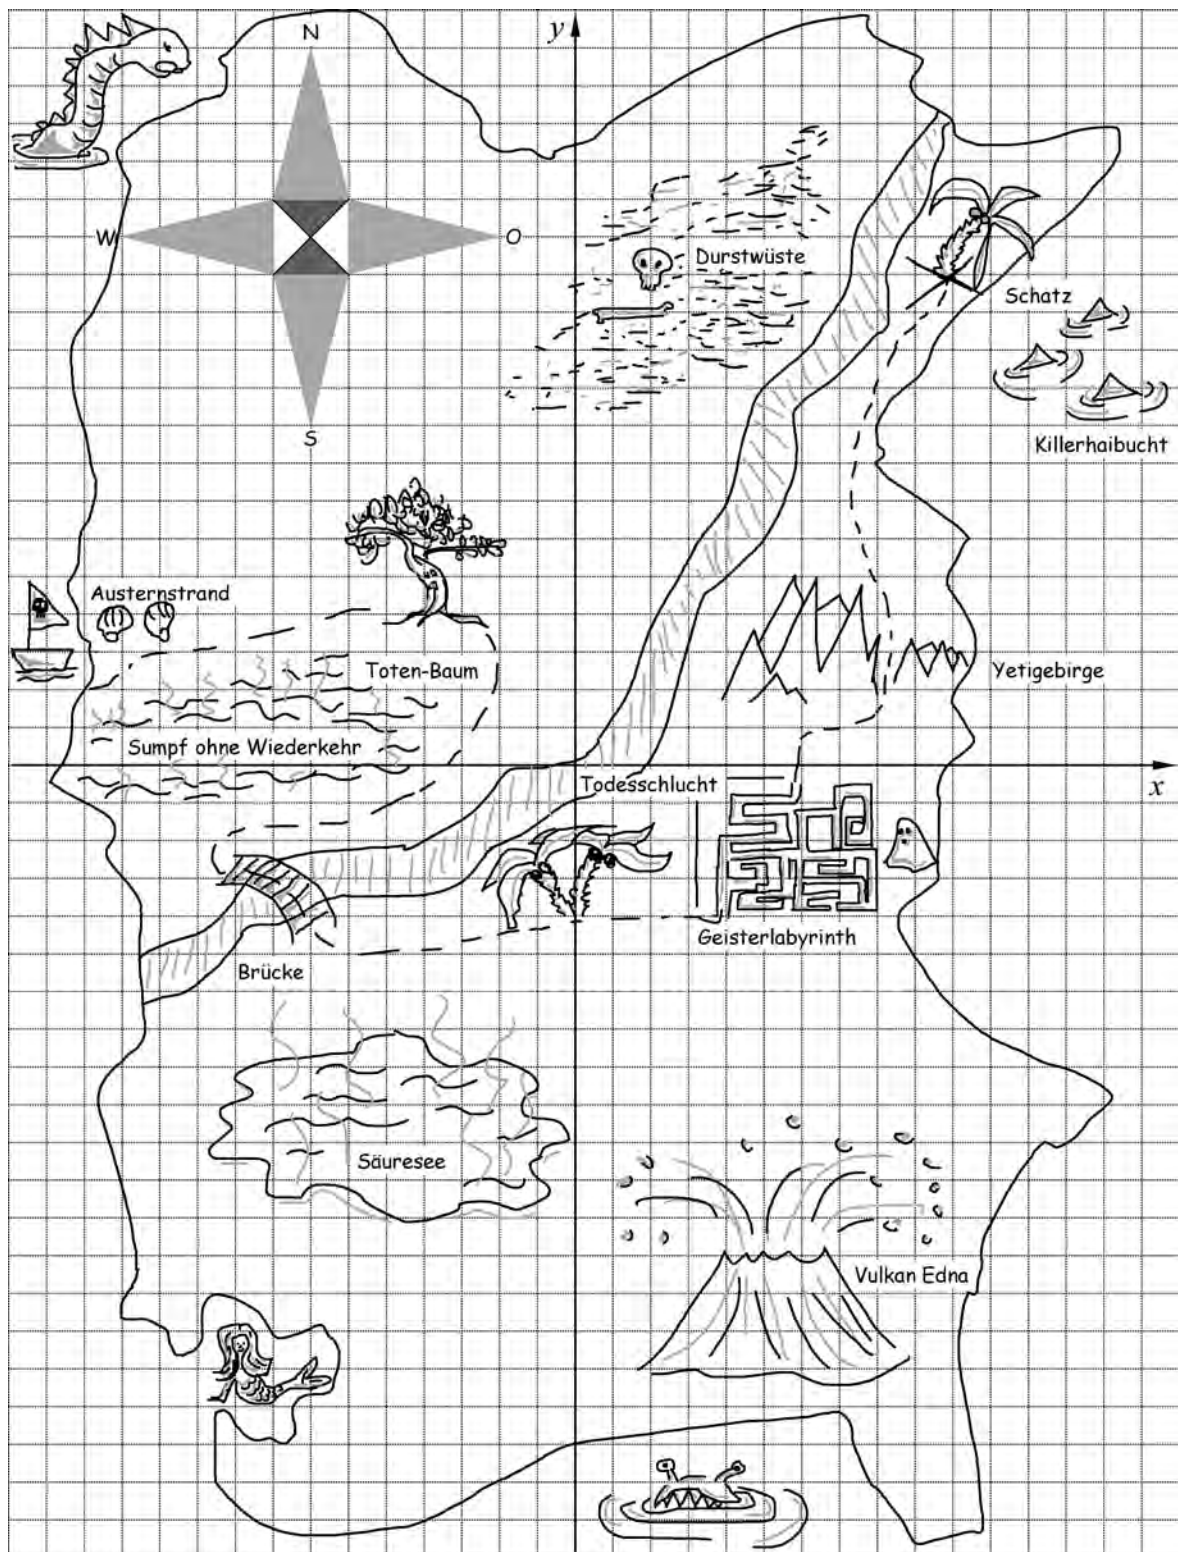 N
y
W
O
Durstwüste
Schatz
S
Killerhaibucht
Austernstrand
Toten-Baum
Yetigebirge
Sumpf ohne Wiederkehr
Todesschlucht
x
Geisterlabyrinth
Brücke
Säuresee
Vulkan Edna